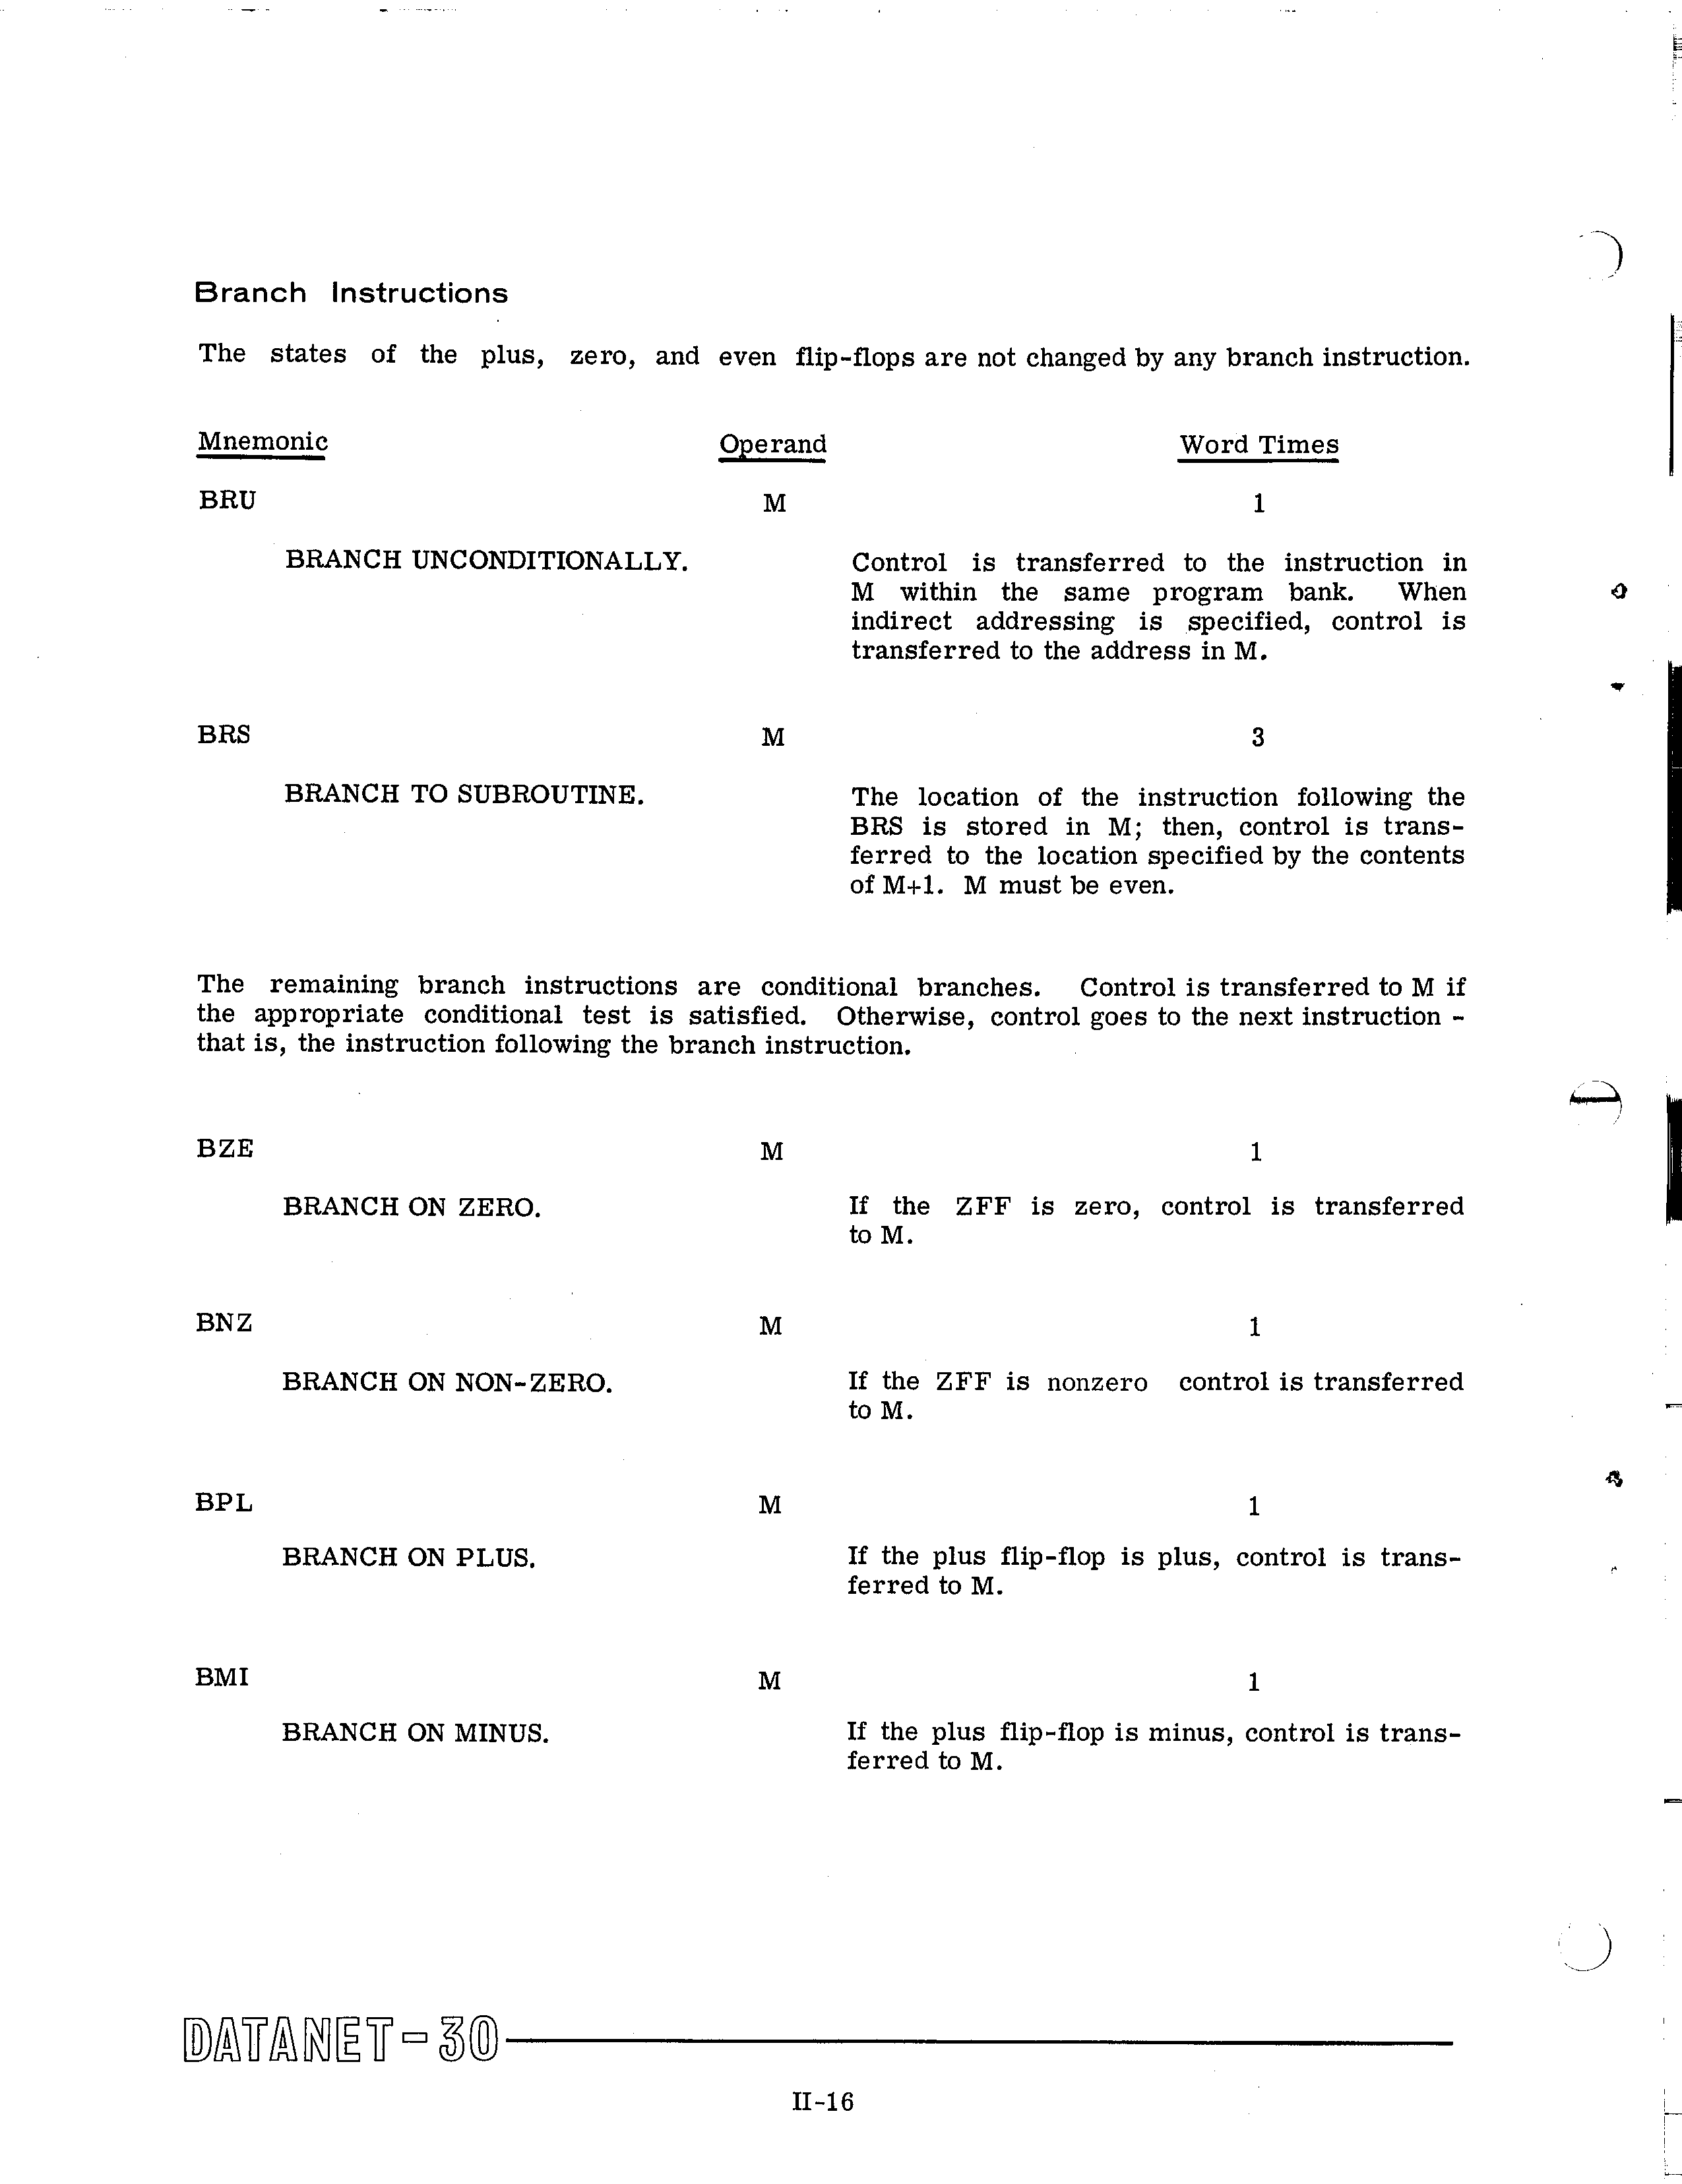 Branch Instructions
The states of the plus, zero, and even flip-flops are not changed by any branch instruction.
Mnemonic Operand Word Times
BRU M 1
BRANCH UNCONDITIONALLY. Control is transferred to the instruction in
M within the same program bank. When
indirect addressing is specified, control is
transferred to the address in M.
BRS M 3
BRANCH TO SUBROUTINE. The location of the instruction following the
BRS is stored in M; then, control is trans-
ferred to the location specified by the contents
of M+1. M must be even.
The remaining branch instructions are conditional branches. Control is transferred to M if
the appropriate conditional test is satisfied. Otherwise, control goes to the next instruction -
that is, the instruction following the branch instruction.
BZE M 1
BRANCH ON ZERO. If the ZFF is zero, control is transferred
to M.
BNZ M 1
BRANCH ON NON-ZERO. If the ZFF is nonzero control is transferred
to M.
BPL M 1
BRANCH ON PLUS. If the plus flip-flop is plus, control is trans-
ferred to M.
BMI M 1
BRANCH ON MINUS. If the plus flip-flop is minus, control is trans-
ferred to M.
DATANET-30
II-16